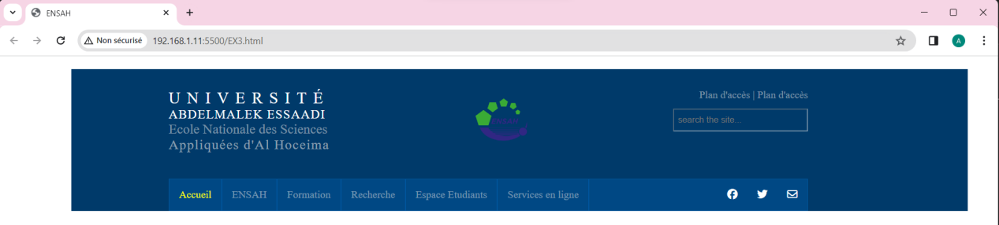 ENSAH
Non sécurisé 192.168.1.11:5500/EX3.html A
UNIVERSITÉ
ABDELMALEK ESSAADI
Ecole Nationale des Sciences
Appliquées d'Al Hoceima
ENSAH
Plan d'accès | Plan d'accès
search the site...
Accueil ENSAH Formation Recherche Espace Etudiants Services en ligne